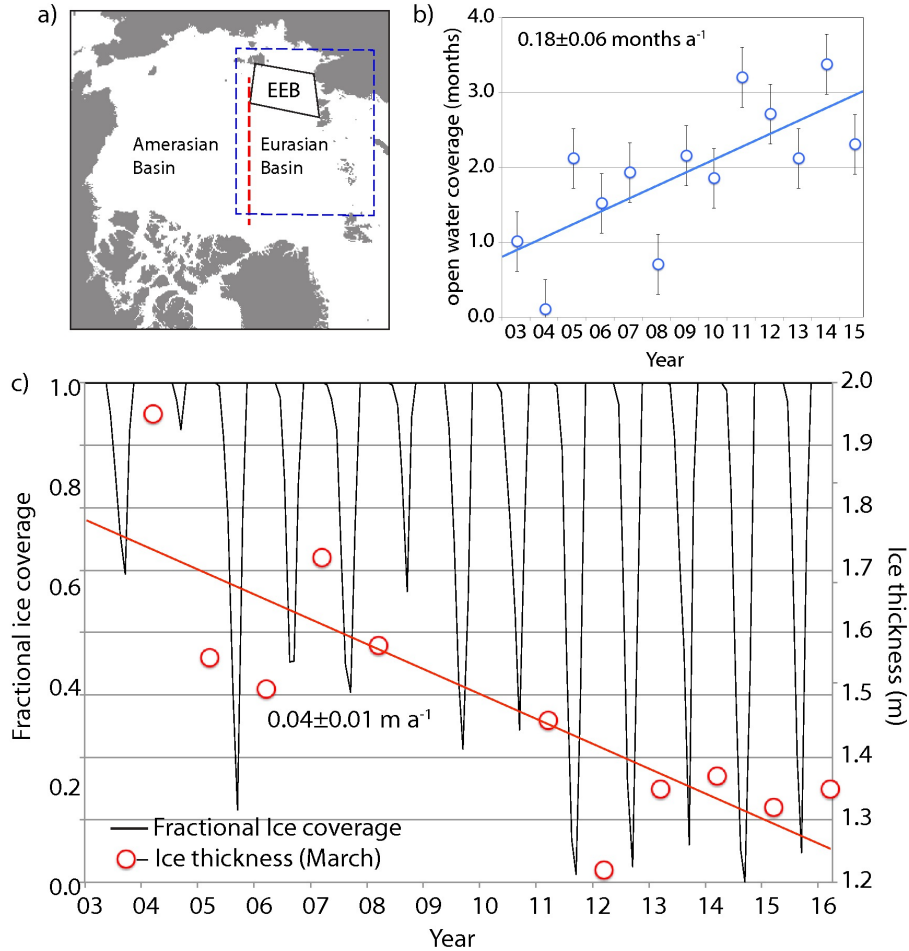 a)
EEB
Amerasian
Basin
Eurasian
Basin
b)
open water coverage (months)
4.0
3.0
2.0
1.0
0.0
0.18±0.06 months a⁻¹
03 04 05 06 07 08 09 10 11 12 13 14 15
Year
c)
Fractional ice coverage
1.0
0.8
0.6
0.4
0.2
0.0
0.04±0.01 m a⁻¹
Fractional Ice coverage
Ice thickness (March)
2.0
1.9
1.8
1.7
1.6
1.5
1.4
1.3
1.2
Ice thickness (m)
03 04 05 06 07 08 09 10 11 12 13 14 15 16
Year